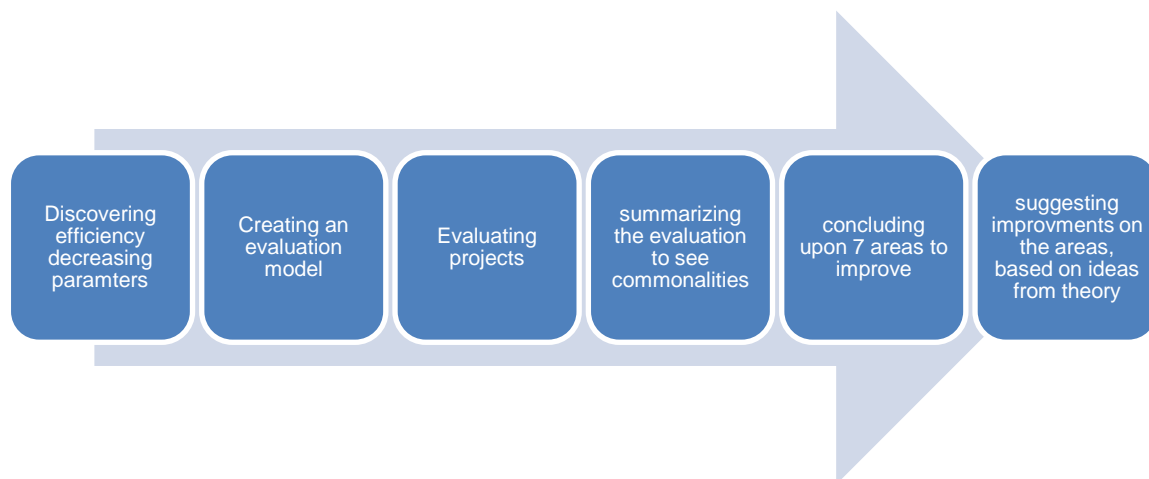 Discovering
efficiency
decreasing
paramters
Creating an
evaluation
model
Evaluating
projects
summarizing
the evaluation
to see
commonalities
concluding
upon 7 areas to
improve
suggesting
improvments on
the areas,
based on ideas
from theory